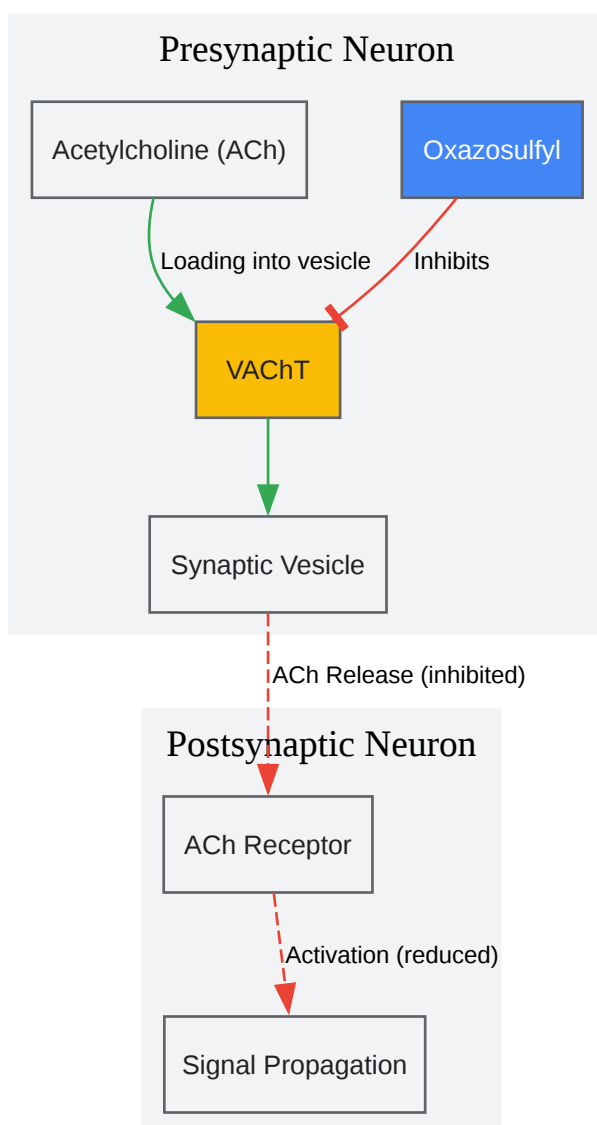 Presynaptic Neuron
Acetylcholine (ACh)
Oxazosulfyl
Loading into vesicle
Inhibits
VAChT
Synaptic Vesicle
ACh Release (inhibited)
Postsynaptic Neuron
ACh Receptor
Activation (reduced)
Signal Propagation